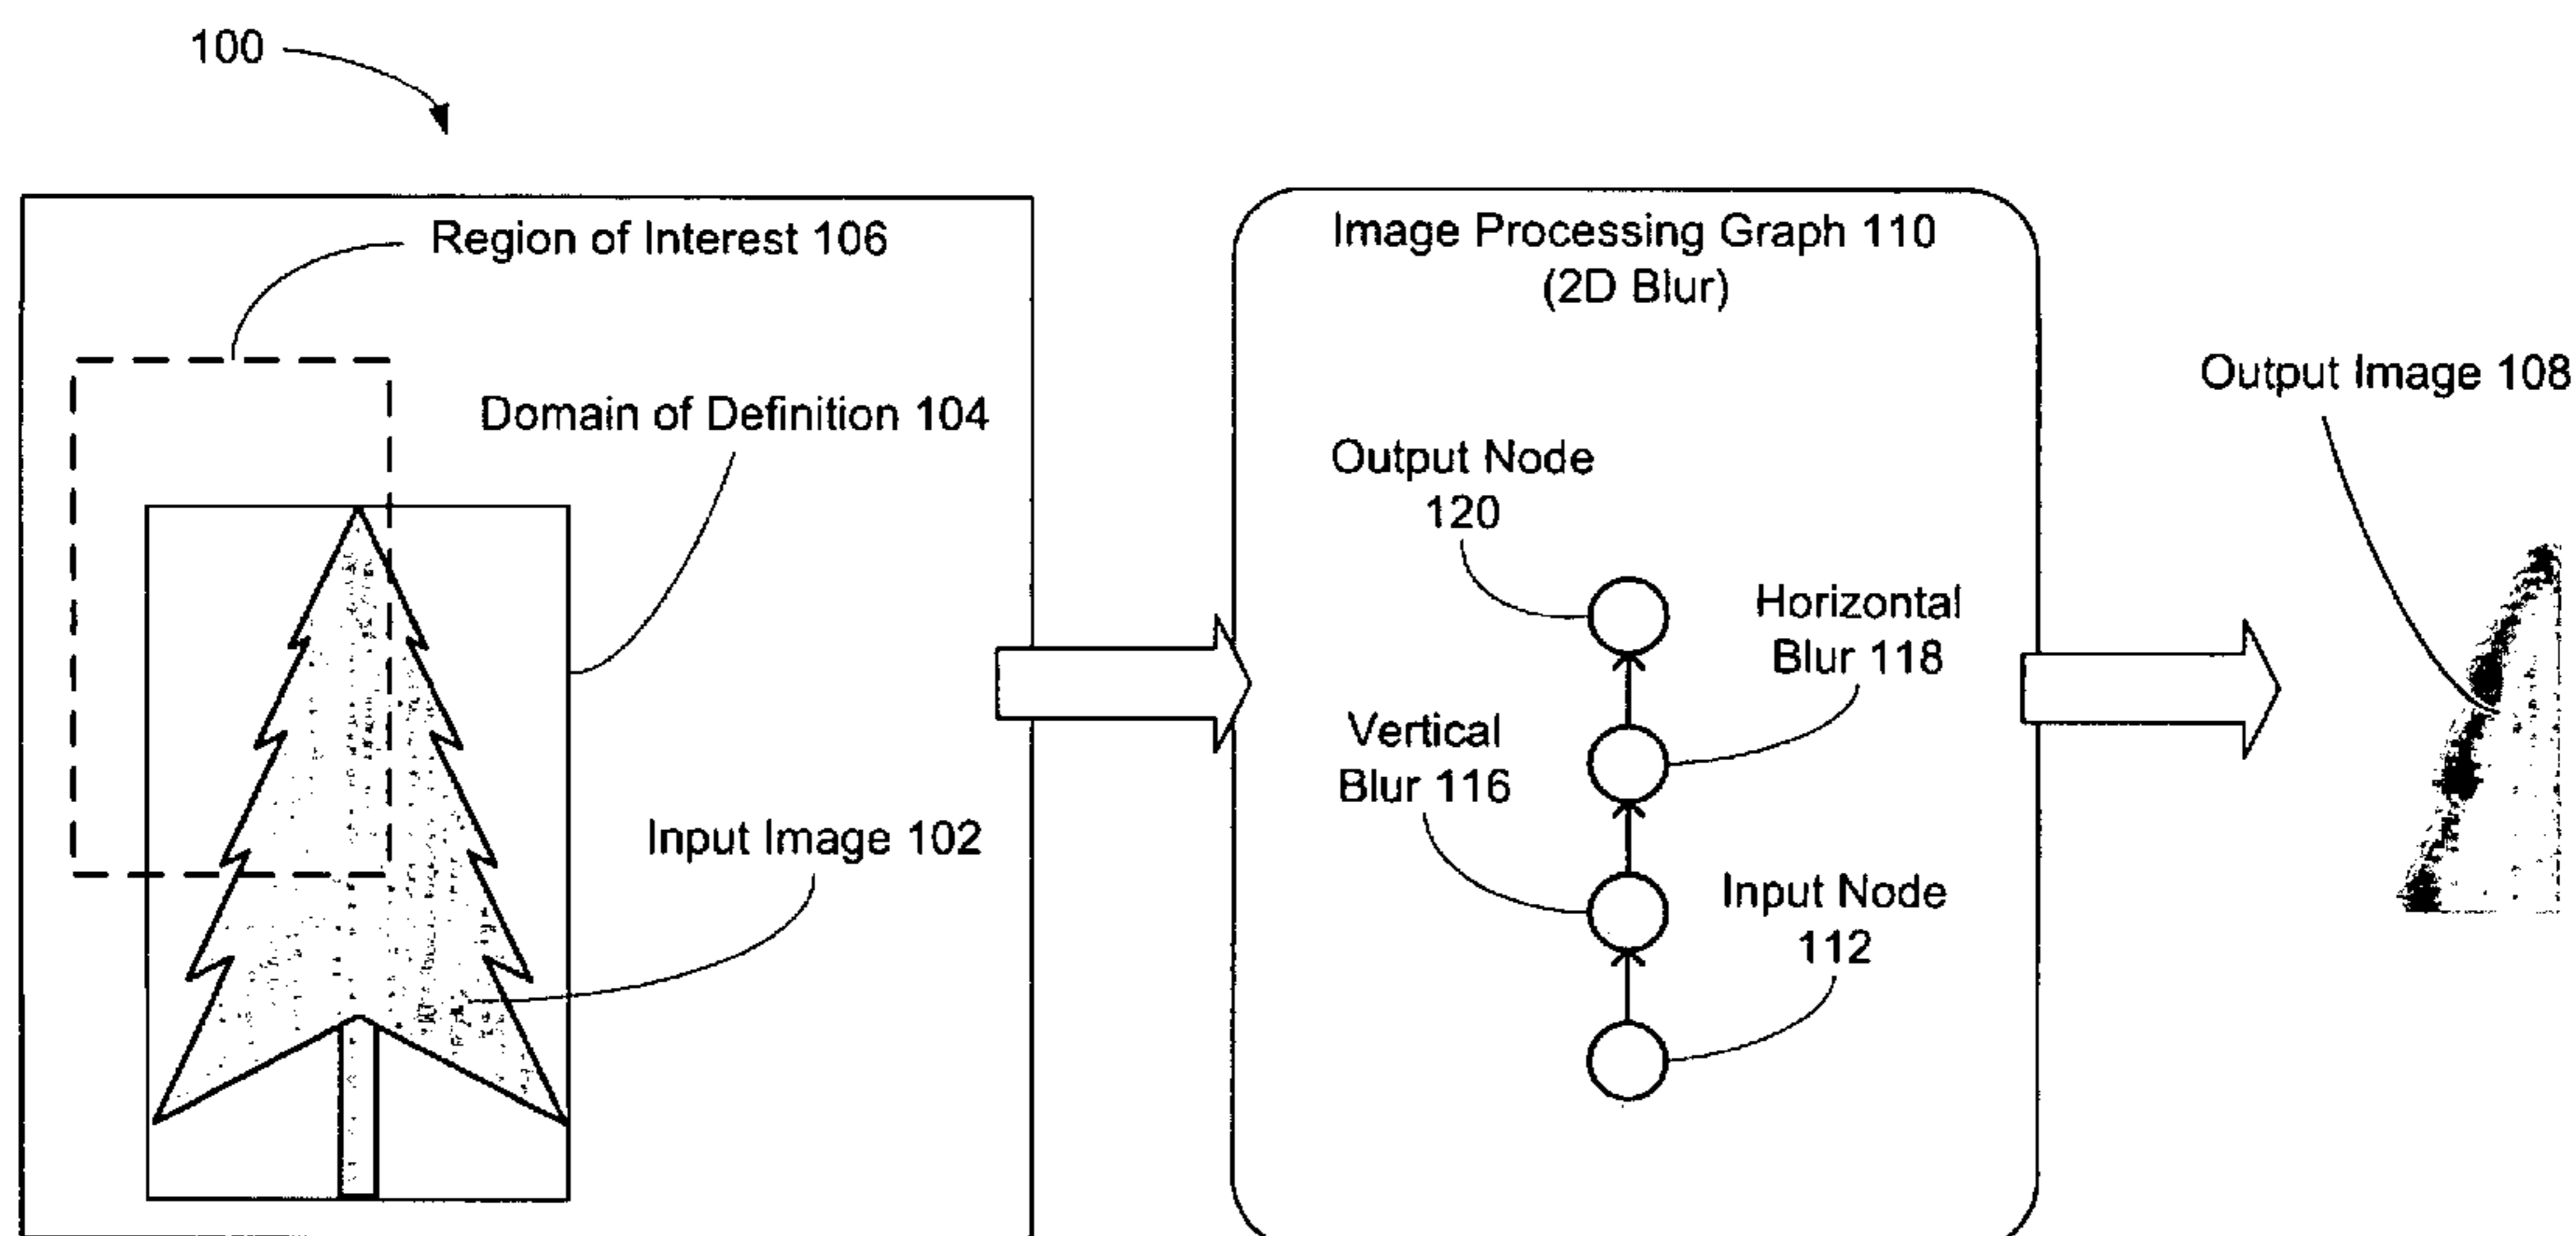 100
Region of Interest 106
Domain of Definition 104
Input Image 102
Image Processing Graph 110
(2D Blur)
Output Node
120
Horizontal
Blur 118
Vertical
Blur 116
Input Node
112
Output Image 108